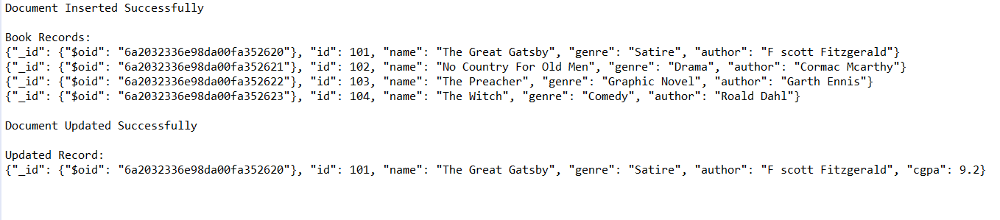 Document Inserted Successfully
Book Records:
{"_id": {"$oid": "6a2032336e98da00fa352620"}, "id": 101, "name": "The Great Gatsby", "genre": "Satire", "author": "F scott Fitzgerald"}
{"_id": {"$oid": "6a2032336e98da00fa352621"}, "id": 102, "name": "No Country For Old Men", "genre": "Drama", "author": "Cormac Mcarthy"}
{"_id": {"$oid": "6a2032336e98da00fa352622"}, "id": 103, "name": "The Preacher", "genre": "Graphic Novel", "author": "Garth Ennis"}
{"_id": {"$oid": "6a2032336e98da00fa352623"}, "id": 104, "name": "The Witch", "genre": "Comedy", "author": "Roald Dahl"}
Document Updated Successfully
Updated Record:
{"_id": {"$oid": "6a2032336e98da00fa352620"}, "id": 101, "name": "The Great Gatsby", "genre": "Satire", "author": "F scott Fitzgerald", "cgpa": 9.2}